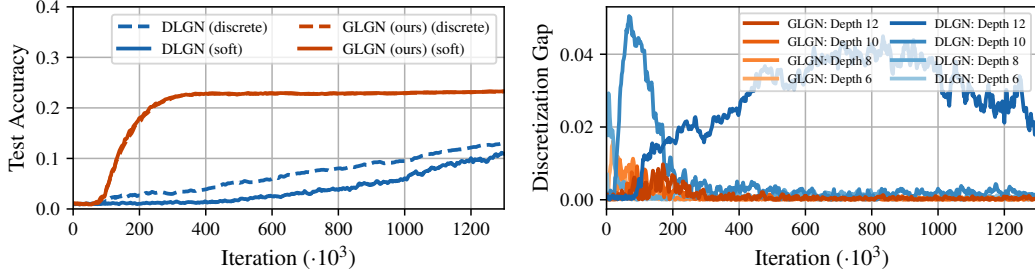 0.4
0.3
0.2
0.1
0.0
Test Accuracy
DLGN (discrete)
DLGN (soft)
GLGN (ours) (discrete)
GLGN (ours) (soft)
0 200 400 600 800 1000 1200
Iteration (·10³)
0.04
0.02
0.00
Discretization Gap
GLGN: Depth 12
GLGN: Depth 10
GLGN: Depth 8
GLGN: Depth 6
DLGN: Depth 12
DLGN: Depth 10
DLGN: Depth 8
DLGN: Depth 6
0 200 400 600 800 1000 1200
Iteration (·10³)